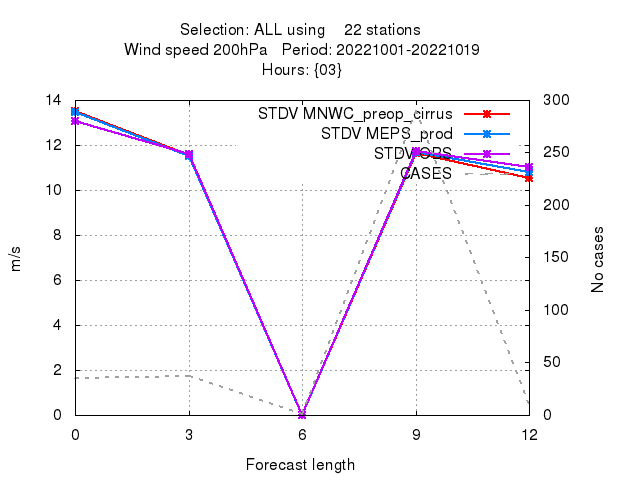 Selection: ALL using 22 stations
Wind speed 200hPa Period: 20221001-20221019
Hours: {03}
STDV MNWC_preop_cirrus
STDV MEPS_prod
STDV OBS
CASES
14
12
10
8
6
4
2
0
300
250
200
150
100
50
0
m/s
No cases
0 3 6 9 12
Forecast length